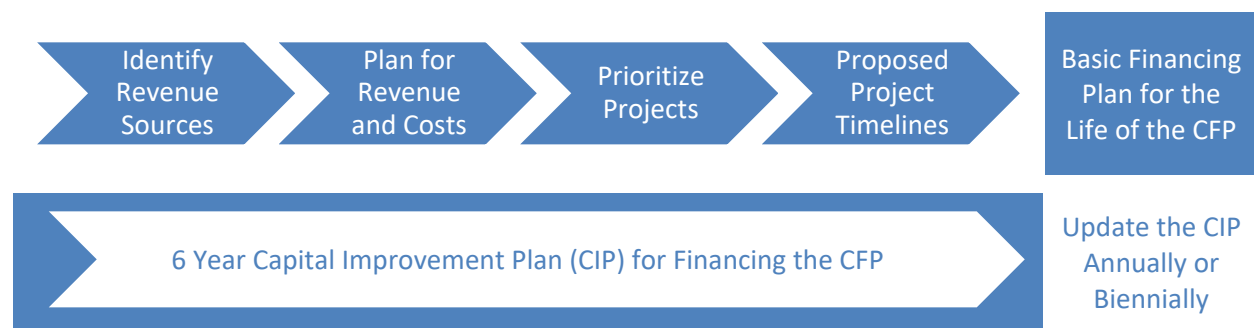 Identify
Revenue
Sources
Plan for
Revenue
and Costs
Prioritize
Projects
Proposed
Project
Timelines
Basic Financing
Plan for the
Life of the CFP
6 Year Capital Improvement Plan (CIP) for Financing the CFP
Update the CIP
Annually or
Biennially